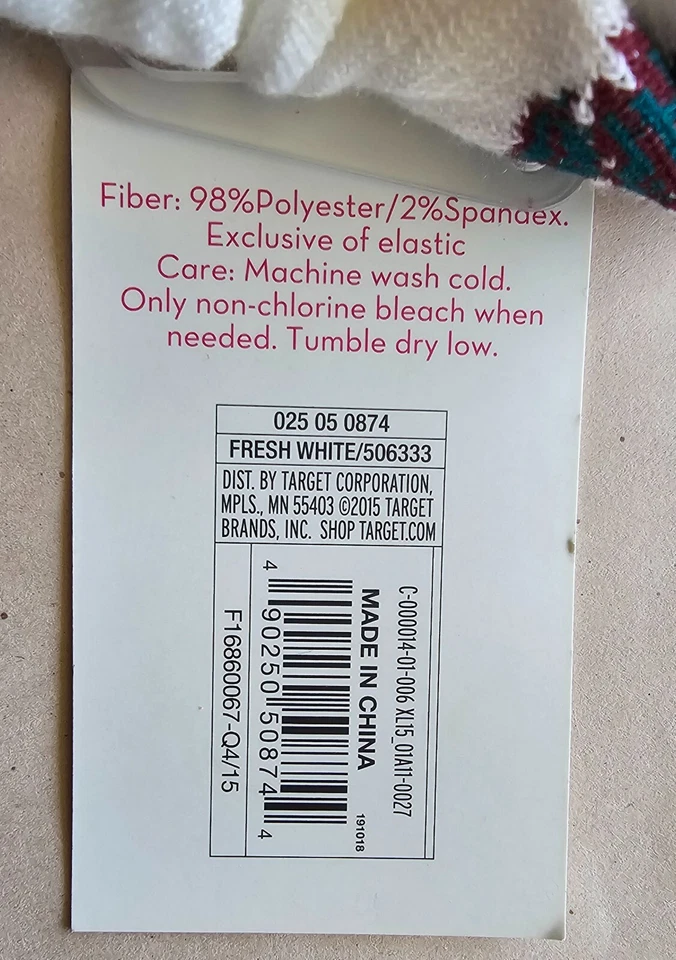 Fiber: 98%Polyester/2%Spandex.
Exclusive of elastic
Care: Machine wash cold.
Only non-chlorine bleach when
needed. Tumble dry low.
025 05 0874
FRESH WHITE/506333
DIST. BY TARGET CORPORATION,
MPLS., MN 55403 ©2015 TARGET
BRANDS, INC. SHOP TARGET.COM
C-000014-01-006 XL15_01A11-0027
MADE IN CHINA
191018
4 90250 50874 4
F16860067-Q4/15